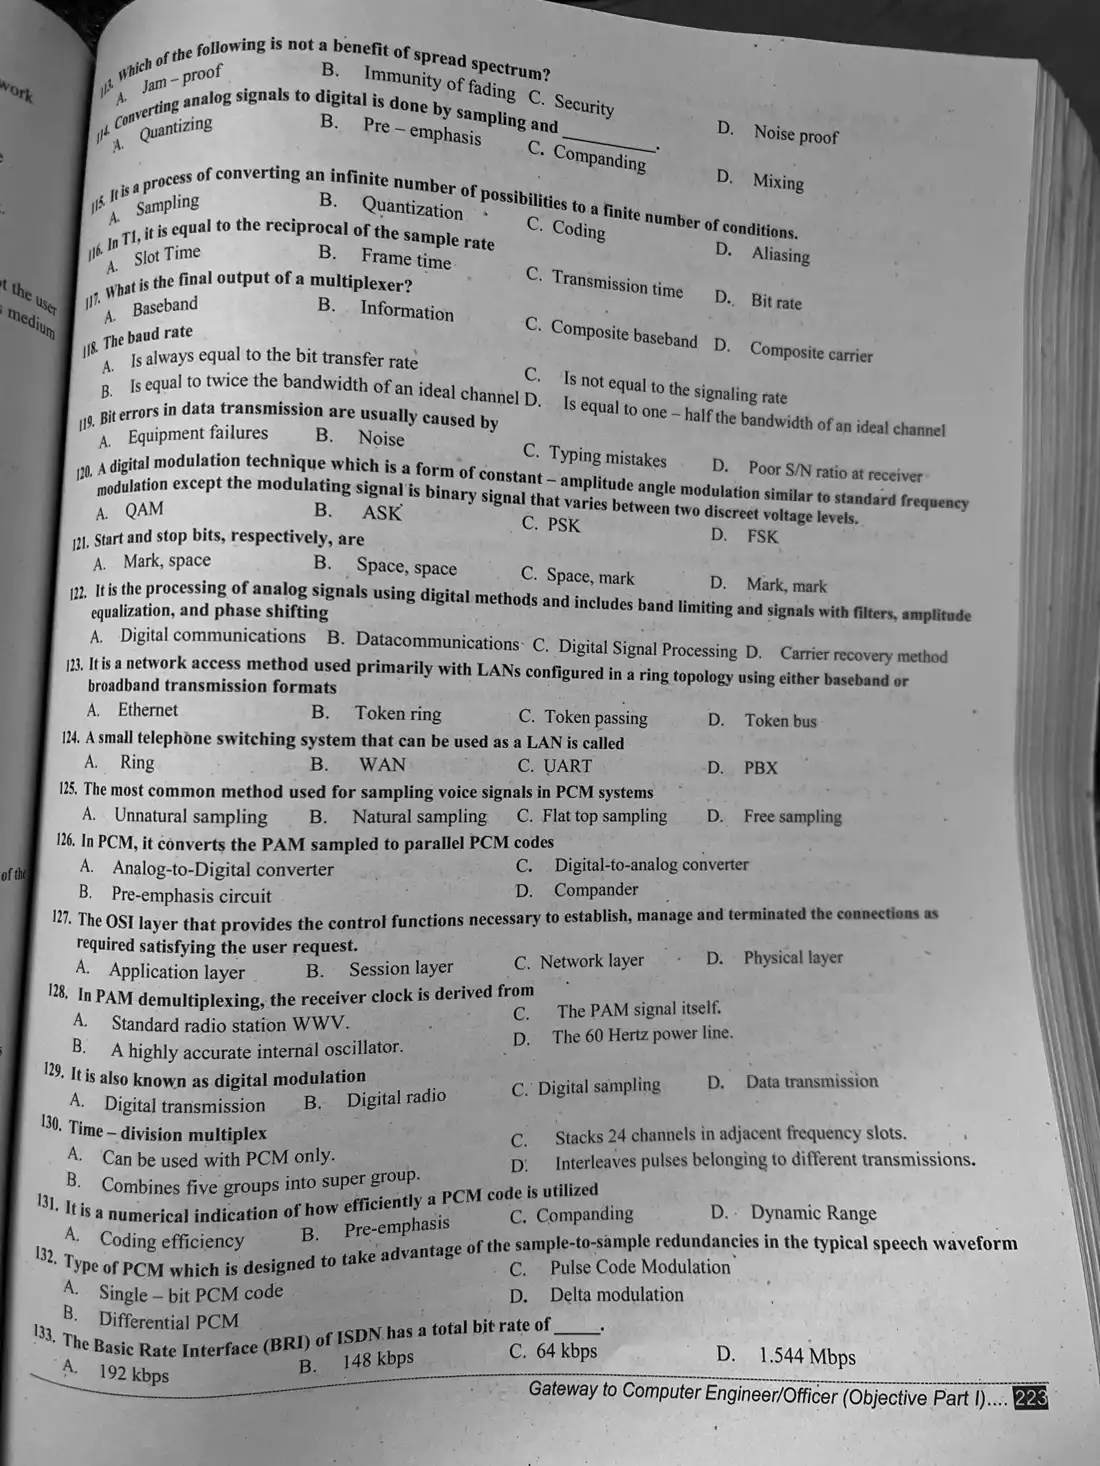 work
t the user
s medium
of the
113. Which of the following is not a benefit of spread spectrum?
A. Jam – proof B. Immunity of fading C. Security D. Noise proof
114. Converting analog signals to digital is done by sampling and ________.
A. Quantizing B. Pre – emphasis C. Companding D. Mixing
115. It is a process of converting an infinite number of possibilities to a finite number of conditions.
A. Sampling B. Quantization C. Coding D. Aliasing
116. In T1, it is equal to the reciprocal of the sample rate
A. Slot Time B. Frame time C. Transmission time D. Bit rate
117. What is the final output of a multiplexer?
A. Baseband B. Information C. Composite baseband D. Composite carrier
118. The baud rate
A. Is always equal to the bit transfer rate C. Is not equal to the signaling rate
B. Is equal to twice the bandwidth of an ideal channel D. Is equal to one – half the bandwidth of an ideal channel
119. Bit errors in data transmission are usually caused by
A. Equipment failures B. Noise C. Typing mistakes D. Poor S/N ratio at receiver
120. A digital modulation technique which is a form of constant – amplitude angle modulation similar to standard frequency
modulation except the modulating signal is binary signal that varies between two discreet voltage levels.
A. QAM B. ASK C. PSK D. FSK
121. Start and stop bits, respectively, are
A. Mark, space B. Space, space C. Space, mark D. Mark, mark
122. It is the processing of analog signals using digital methods and includes band limiting and signals with filters, amplitude
equalization, and phase shifting
A. Digital communications B. Datacommunications C. Digital Signal Processing D. Carrier recovery method
123. It is a network access method used primarily with LANs configured in a ring topology using either baseband or
broadband transmission formats
A. Ethernet B. Token ring C. Token passing D. Token bus
124. A small telephone switching system that can be used as a LAN is called
A. Ring B. WAN C. UART D. PBX
125. The most common method used for sampling voice signals in PCM systems
A. Unnatural sampling B. Natural sampling C. Flat top sampling D. Free sampling
126. In PCM, it converts the PAM sampled to parallel PCM codes
A. Analog-to-Digital converter C. Digital-to-analog converter
B. Pre-emphasis circuit D. Compander
127. The OSI layer that provides the control functions necessary to establish, manage and terminated the connections as
required satisfying the user request.
A. Application layer B. Session layer C. Network layer D. Physical layer
128. In PAM demultiplexing, the receiver clock is derived from
A. Standard radio station WWV. C. The PAM signal itself.
B. A highly accurate internal oscillator. D. The 60 Hertz power line.
129. It is also known as digital modulation
A. Digital transmission B. Digital radio C. Digital sampling D. Data transmission
130. Time – division multiplex
A. Can be used with PCM only. C. Stacks 24 channels in adjacent frequency slots.
B. Combines five groups into super group. D. Interleaves pulses belonging to different transmissions.
131. It is a numerical indication of how efficiently a PCM code is utilized
A. Coding efficiency B. Pre-emphasis C. Companding D. Dynamic Range
132. Type of PCM which is designed to take advantage of the sample-to-sample redundancies in the typical speech waveform
A. Single – bit PCM code C. Pulse Code Modulation
B. Differential PCM D. Delta modulation
133. The Basic Rate Interface (BRI) of ISDN has a total bit rate of _____.
A. 192 kbps B. 148 kbps C. 64 kbps D. 1.544 Mbps
Gateway to Computer Engineer/Officer (Objective Part I).... 223